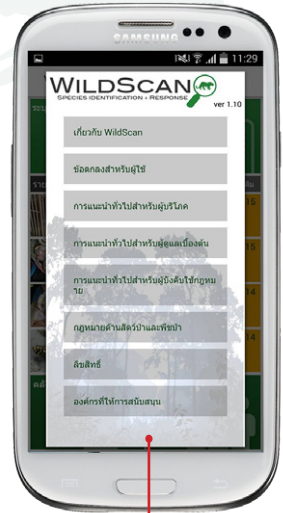 SAMSUNG
11:29
WILDSCAN
SPECIES IDENTIFICATION + RESPONSE
ver 1.10
เกี่ยวกับ WildScan
ข้อตกลงสำหรับผู้ใช้
การแนะนำทั่วไปสำหรับผู้บริโภค
การแนะนำทั่วไปสำหรับผู้ดูแลเบื้องต้น
การแนะนำทั่วไปสำหรับผู้บังคับใช้กฎหม
าย
กฎหมายด้านสัตว์ป่าและพืชป่า
ลิขสิทธิ์
องค์กรที่ให้การสนับสนุน